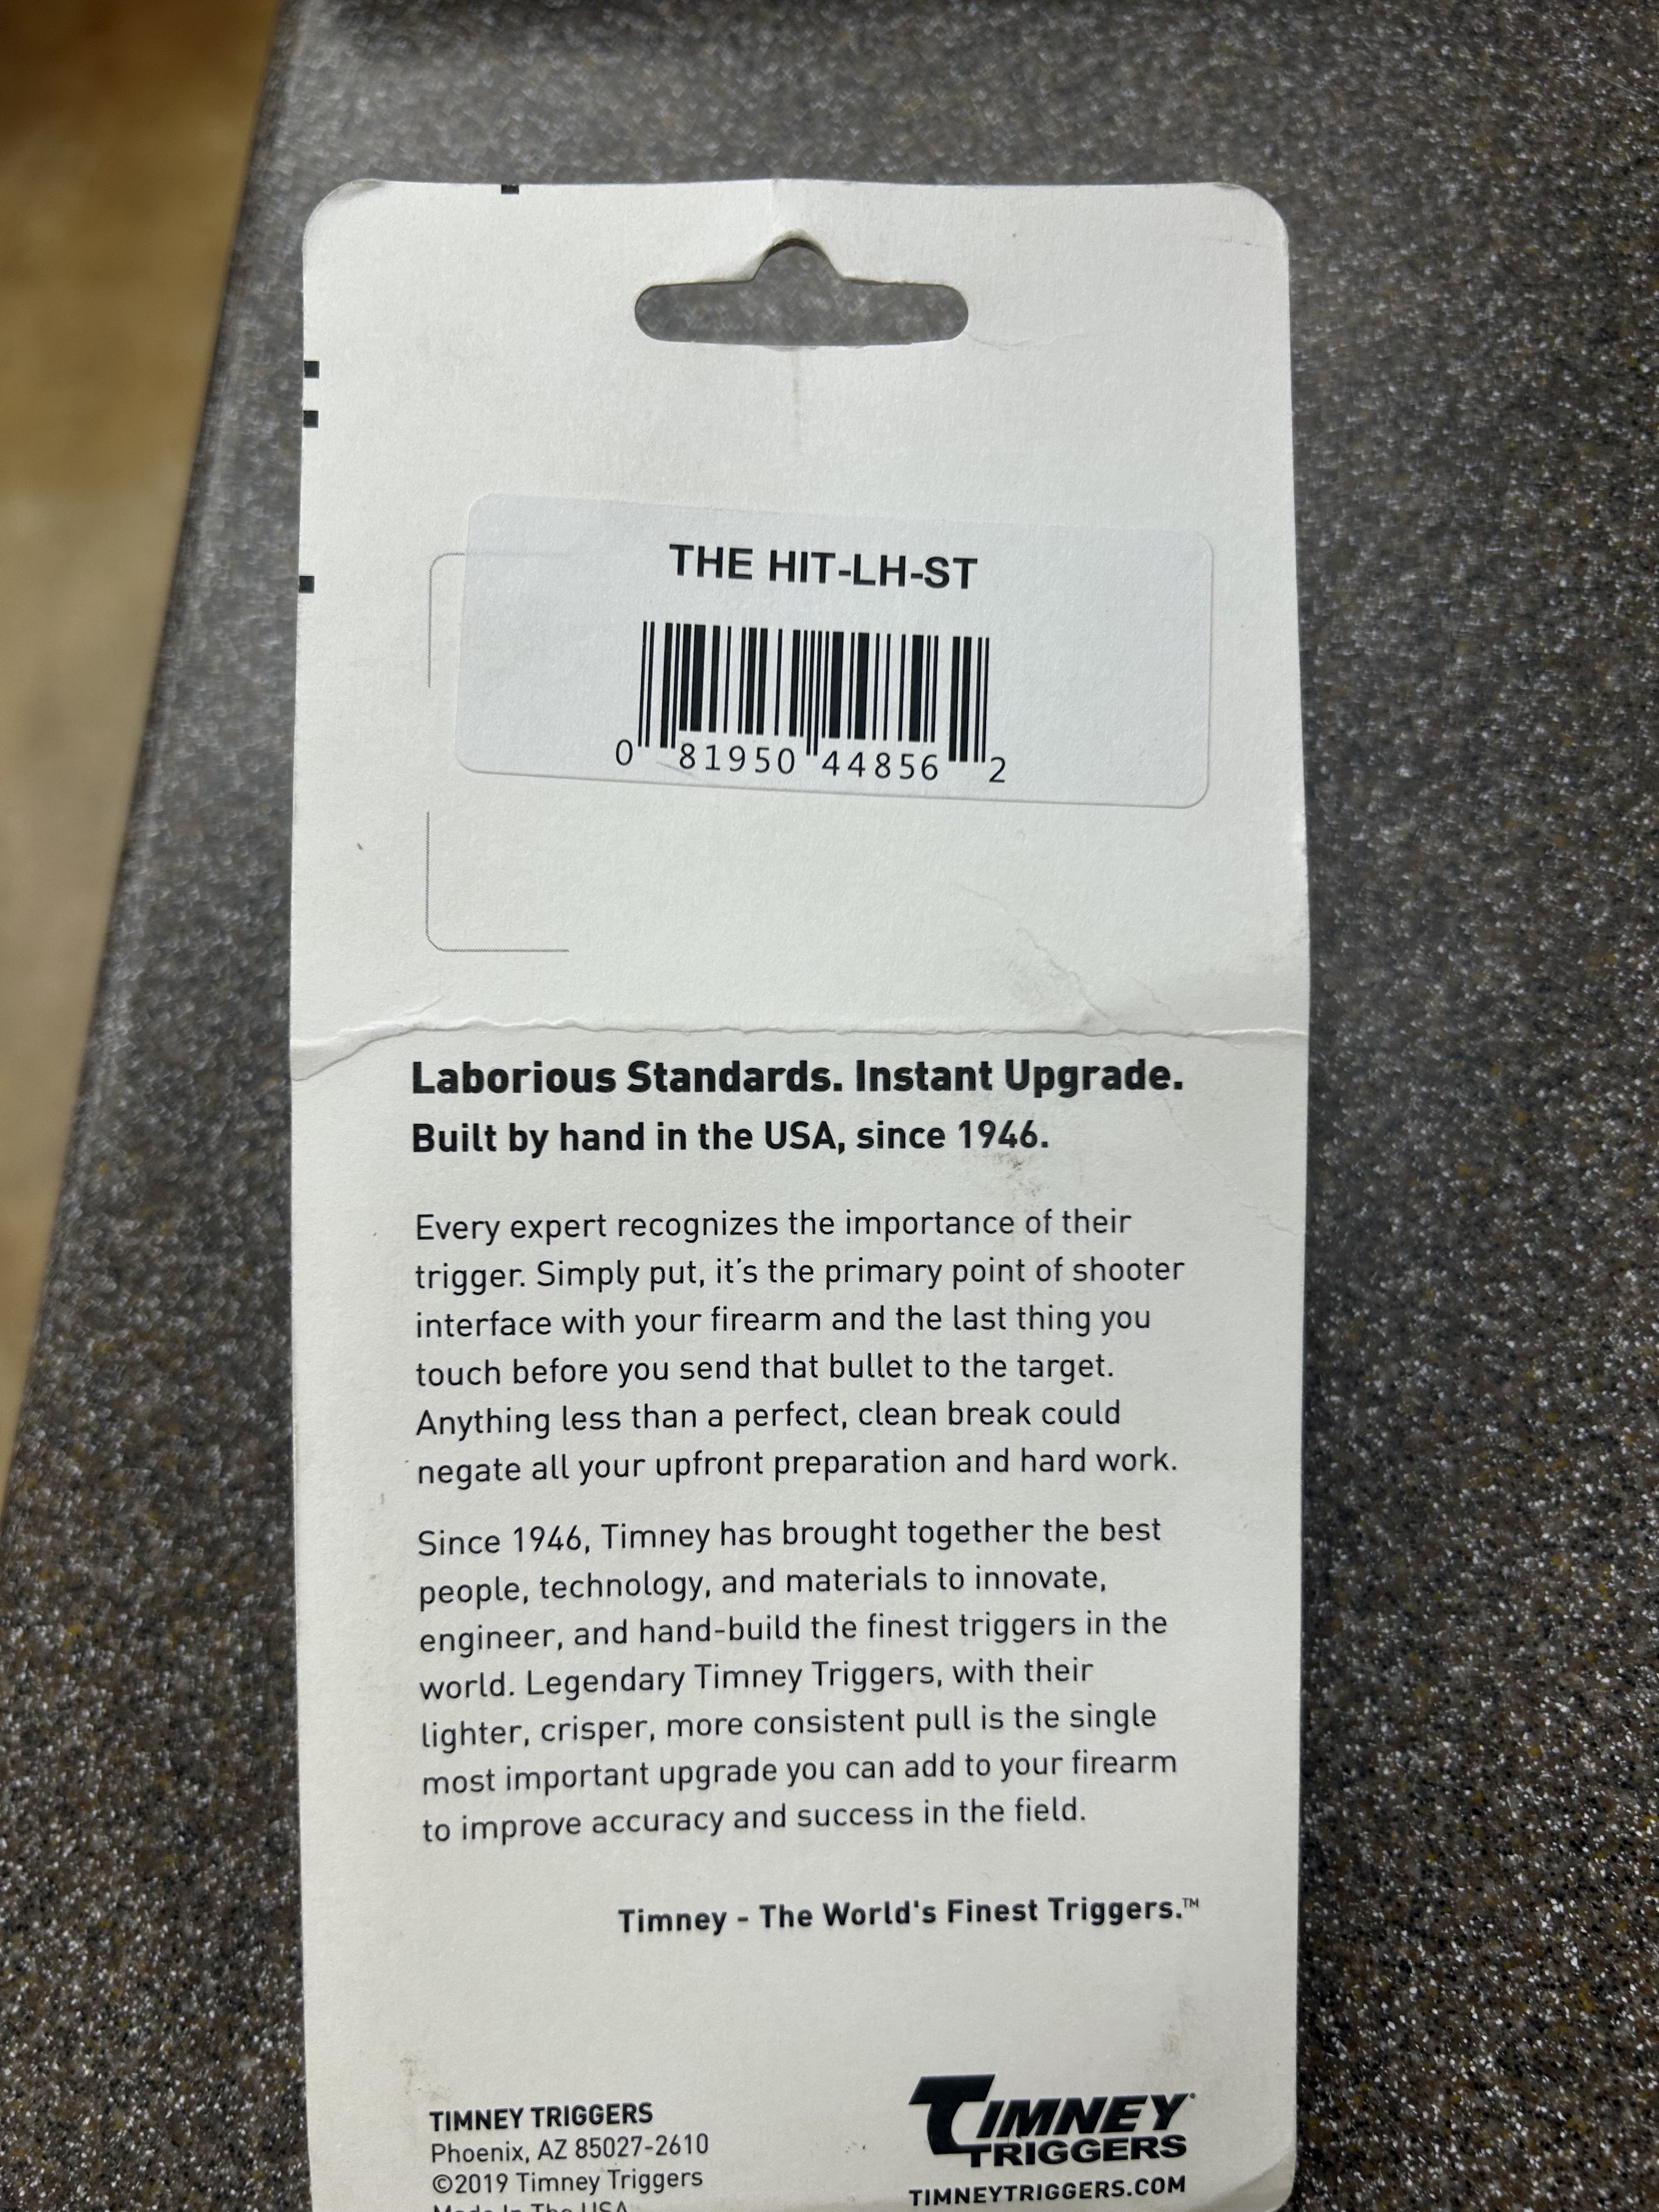 THE HIT-LH-ST
0 81950 44856 2
Laborious Standards. Instant Upgrade.
Built by hand in the USA, since 1946.
Every expert recognizes the importance of their
trigger. Simply put, it's the primary point of shooter
interface with your firearm and the last thing you
touch before you send that bullet to the target.
Anything less than a perfect, clean break could
negate all your upfront preparation and hard work.
Since 1946, Timney has brought together the best
people, technology, and materials to innovate,
engineer, and hand-build the finest triggers in the
world. Legendary Timney Triggers, with their
lighter, crisper, more consistent pull is the single
most important upgrade you can add to your firearm
to improve accuracy and success in the field.
Timney - The World's Finest Triggers.™
TIMNEY TRIGGERS
Phoenix, AZ 85027-2610
©2019 Timney Triggers
Made In The USA
TIMNEY
TRIGGERS
TIMNEYTRIGGERS.COM